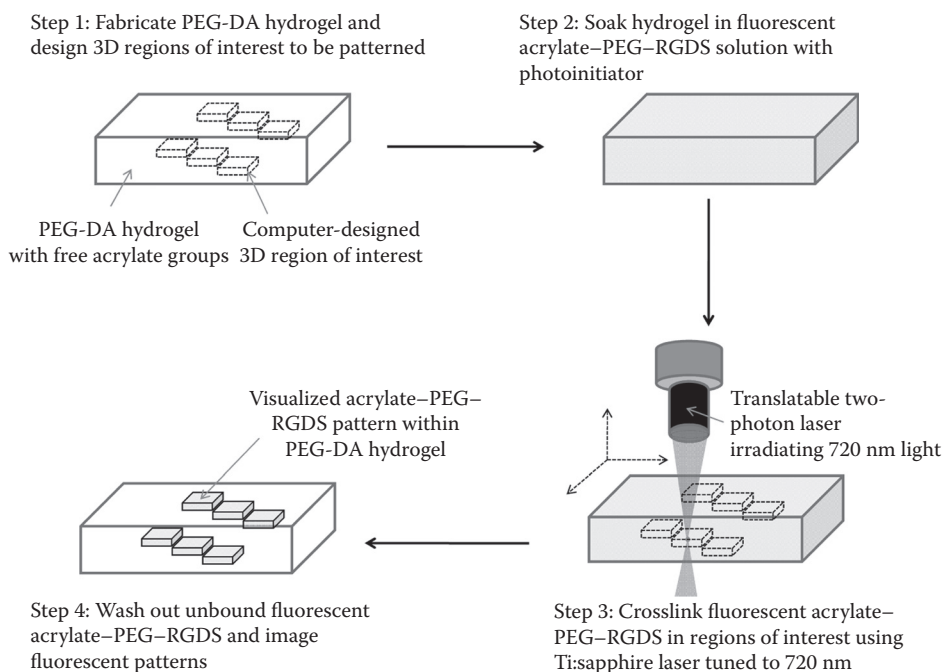 Step 1: Fabricate PEG-DA hydrogel and
design 3D regions of interest to be patterned
Step 2: Soak hydrogel in fluorescent
acrylate–PEG–RGDS solution with
photoinitiator
PEG-DA hydrogel
with free acrylate groups
Computer-designed
3D region of interest
Translatable two-
photon laser
irradiating 720 nm light
Step 3: Crosslink fluorescent acrylate–
PEG–RGDS in regions of interest using
Ti:sapphire laser tuned to 720 nm
Visualized acrylate–PEG–
RGDS pattern within
PEG-DA hydrogel
Step 4: Wash out unbound fluorescent
acrylate–PEG–RGDS and image
fluorescent patterns